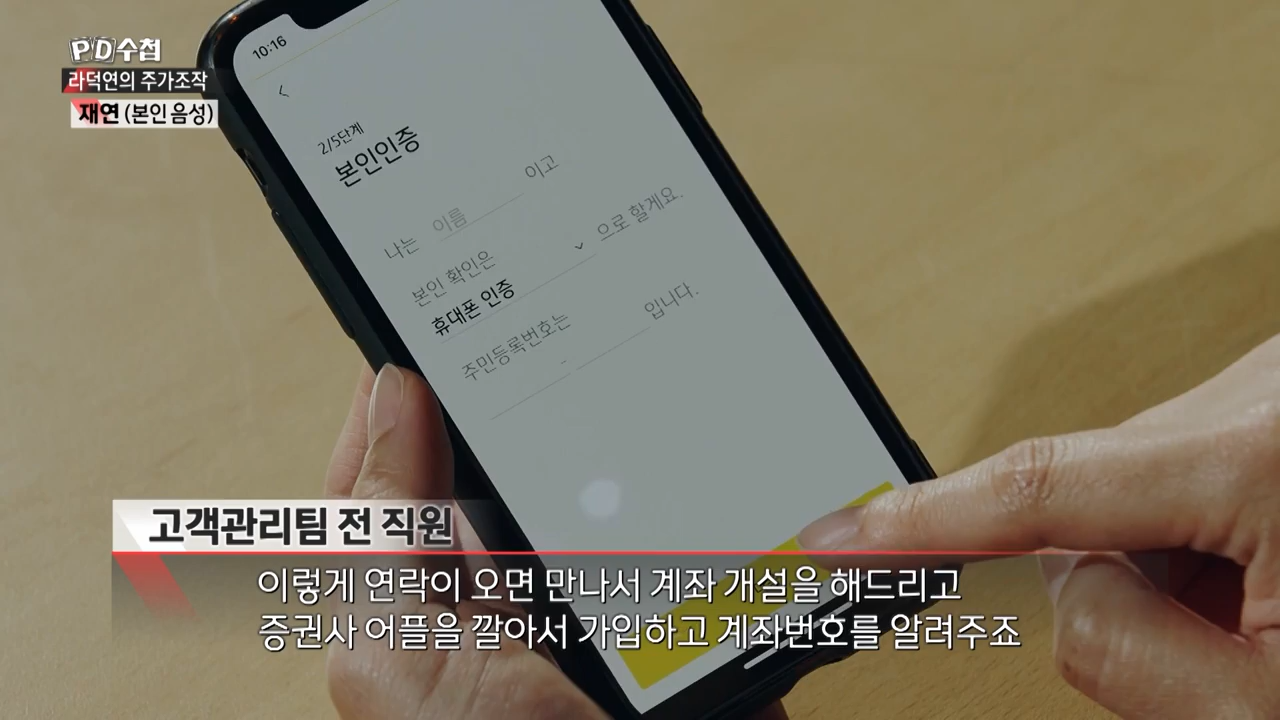 PD수첩
라덕연의 주가조작
재연 (본인 음성)
10:16
2/5단계
본인인증
나는 이름 이고
본인 확인은
휴대폰 인증 으로 할게요.
주민등록번호는
- 입니다.
고객관리팀 전 직원
이렇게 연락이 오면 만나서 계좌 개설을 해드리고
증권사 어플을 깔아서 가입하고 계좌번호를 알려주죠